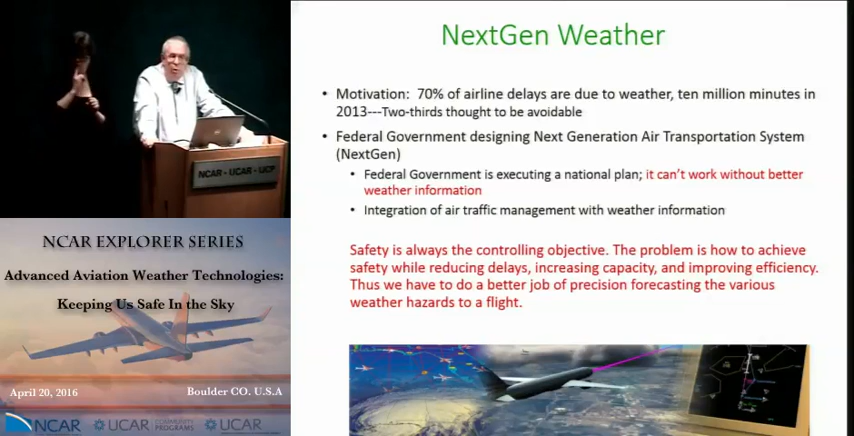 NextGen Weather
• Motivation: 70% of airline delays are due to weather, ten million minutes in
2013---Two-thirds thought to be avoidable
• Federal Government designing Next Generation Air Transportation System
(NextGen)
• Federal Government is executing a national plan; it can't work without better
weather information
• Integration of air traffic management with weather information
Safety is always the controlling objective. The problem is how to achieve
safety while reducing delays, increasing capacity, and improving efficiency.
Thus we have to do a better job of precision forecasting the various
weather hazards to a flight.
NCAR - UCAR - UCP
NCAR EXPLORER SERIES
Advanced Aviation Weather Technologies:
Keeping Us Safe In the Sky
April 20, 2016 Boulder CO. U.S.A
NCAR UCAR COMMUNITY PROGRAMS UCAR